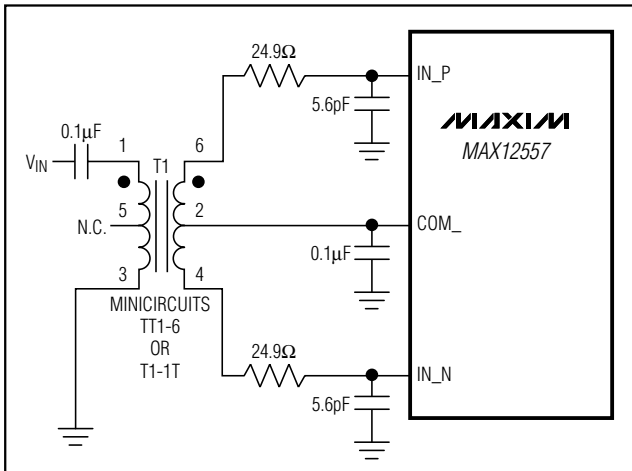 24.9Ω
IN_P
5.6pF
MAXIM
MAX12557
0.1μF
1
6
T1
VIN
5
2
N.C.
COM_
0.1μF
3
4
MINICIRCUITS
TT1-6
OR
T1-1T
24.9Ω
IN_N
5.6pF